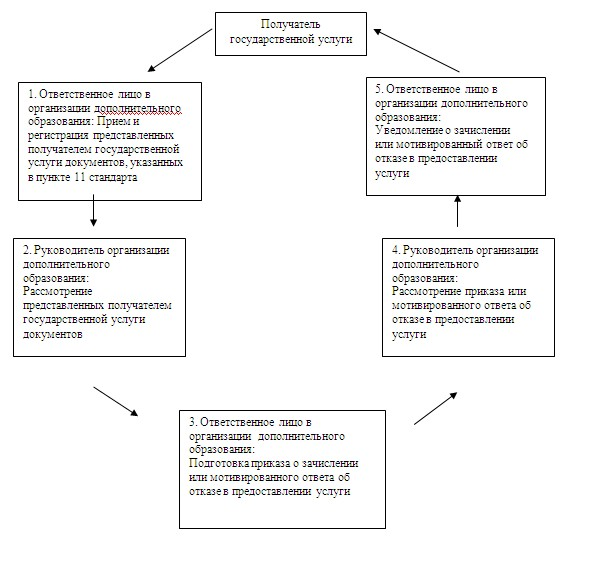 Получатель
государственной услуги
1. Ответственное лицо в
организации дополнительного
образования: Прием и
регистрация представленных
получателем государственной
услуги документов, указанных
в пункте 11 стандарта
5. Ответственное лицо в
организации дополнительного
образования:
Уведомление о зачислении
или мотивированный ответ об
отказе в предоставлении
услуги
2. Руководитель организации
дополнительного
образования:
Рассмотрение
представленных получателем
государственной услуги
документов
4. Руководитель организации
дополнительного
образования:
Рассмотрение приказа или
мотивированного ответа об
отказе в предоставлении
услуги
3. Ответственное лицо в
организации дополнительного
образования:
Подготовка приказа о зачислении
или мотивированного ответа об
отказе в предоставлении услуги